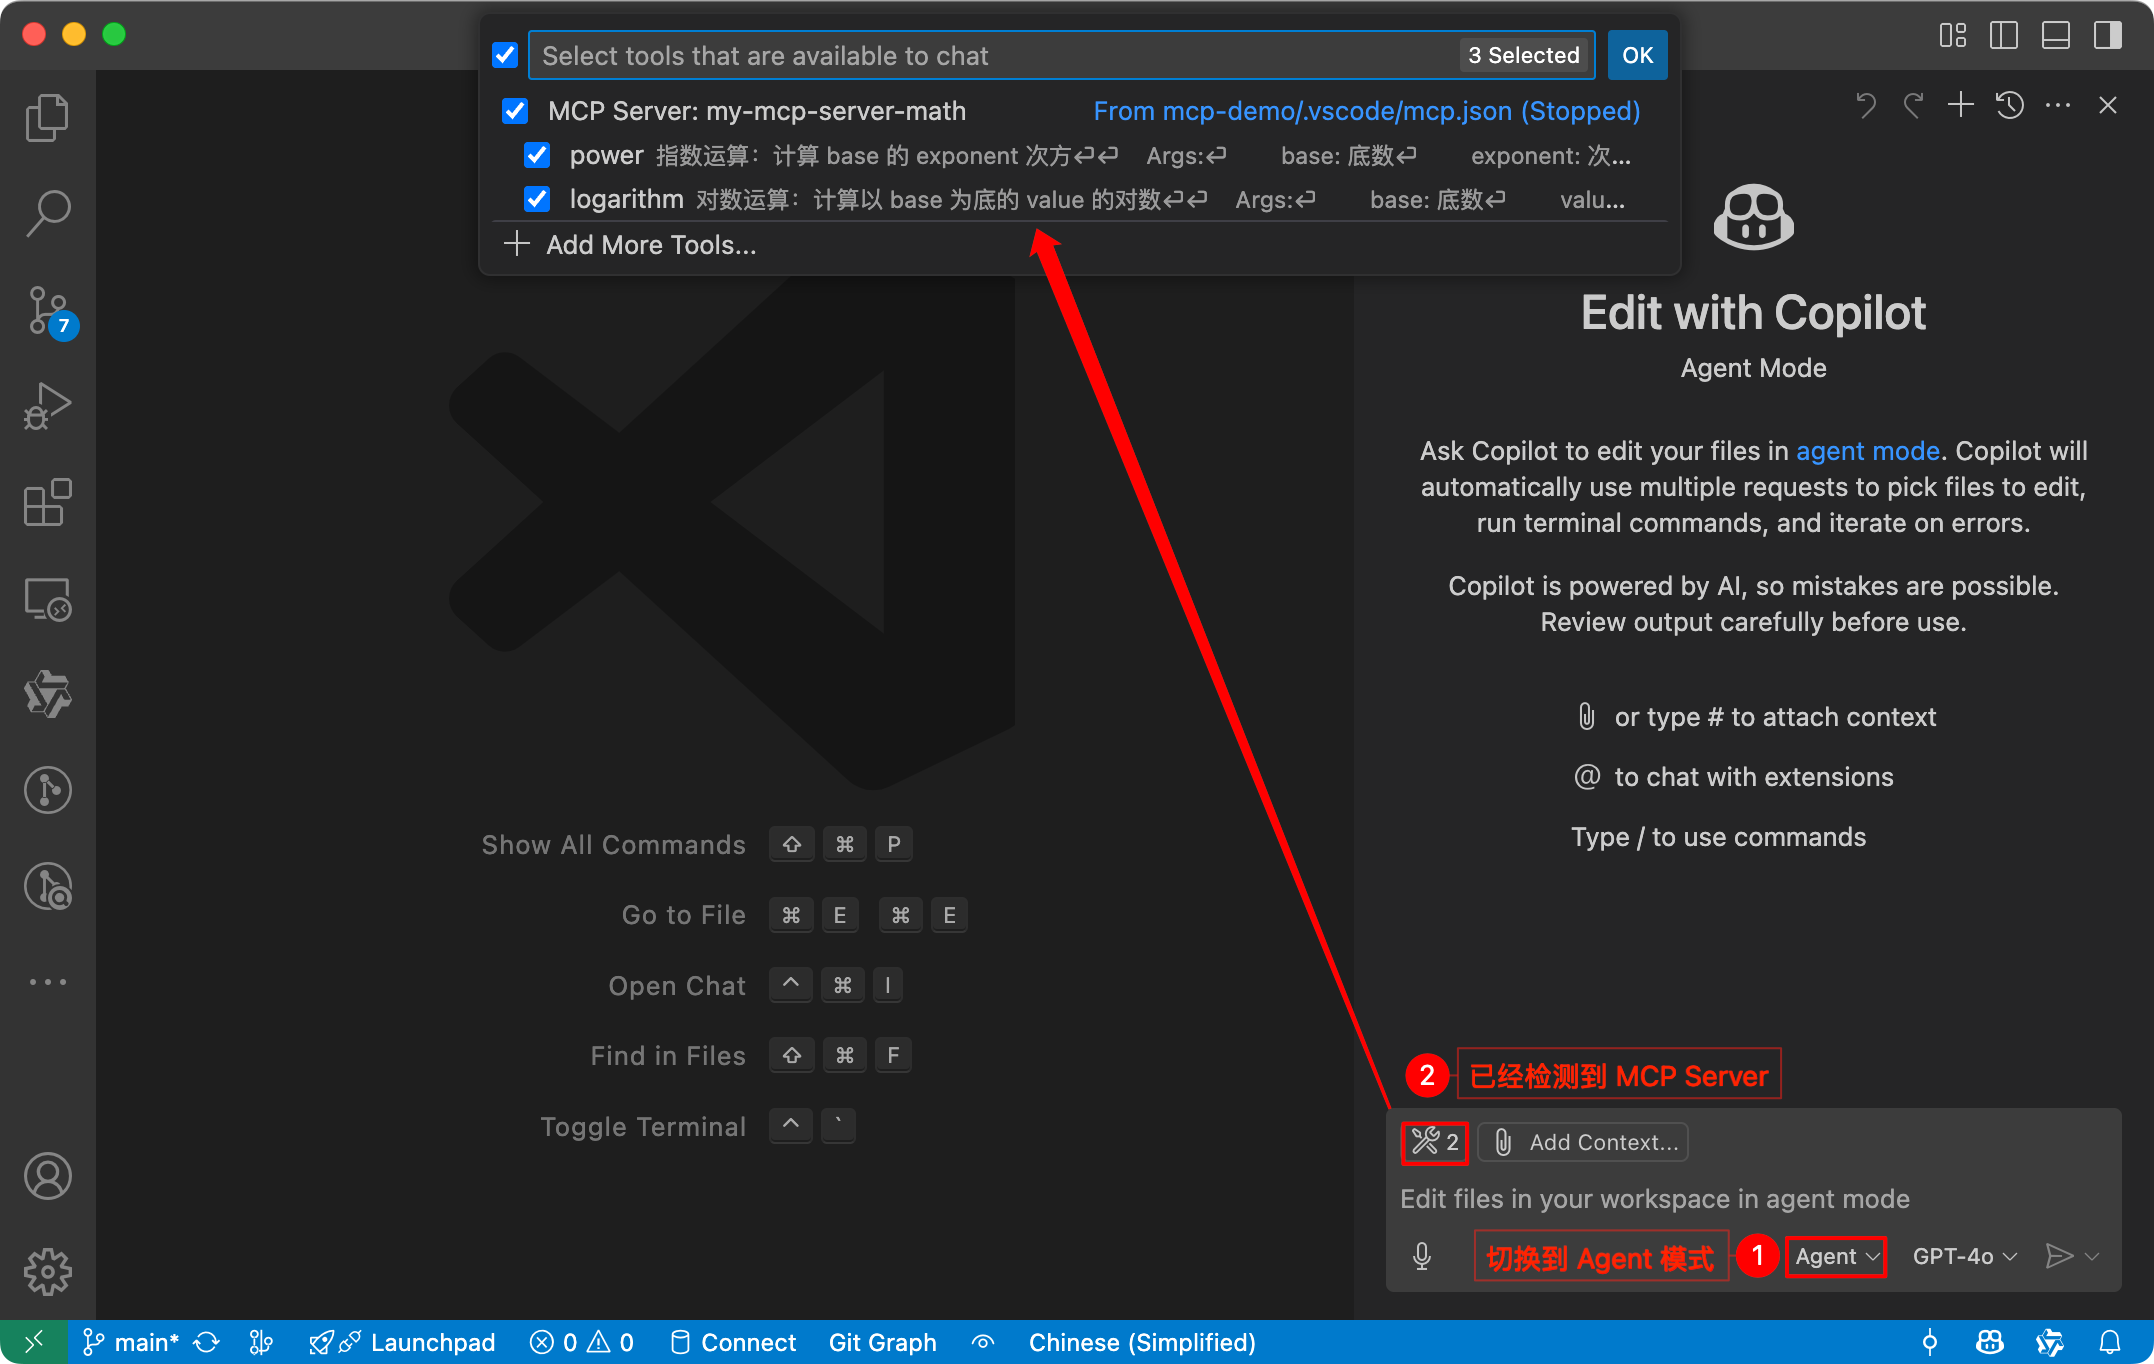 Select tools that are available to chat 3 Selected OK
MCP Server: my-mcp-server-math From mcp-demo/.vscode/mcp.json (Stopped)
power 指数运算：计算 base 的 exponent 次方⏎⏎ Args:⏎ base: 底数⏎ exponent: 次...
logarithm 对数运算：计算以 base 为底的 value 的对数⏎⏎ Args:⏎ base: 底数⏎ valu...
Add More Tools...
7
Edit with Copilot
Agent Mode
Ask Copilot to edit your files in agent mode. Copilot will
automatically use multiple requests to pick files to edit,
run terminal commands, and iterate on errors.
Copilot is powered by AI, so mistakes are possible.
Review output carefully before use.
or type # to attach context
@ to chat with extensions
Type / to use commands
Show All Commands ⇧ ⌘ P
Go to File ⌘ E ⌘ E
Open Chat ^ ⌘ I
Find in Files ⇧ ⌘ F
Toggle Terminal ^ `
2 已经检测到 MCP Server
2 Add Context...
Edit files in your workspace in agent mode
切换到 Agent 模式 1 Agent GPT-4o
main* Launchpad 0 0 Connect Git Graph Chinese (Simplified)